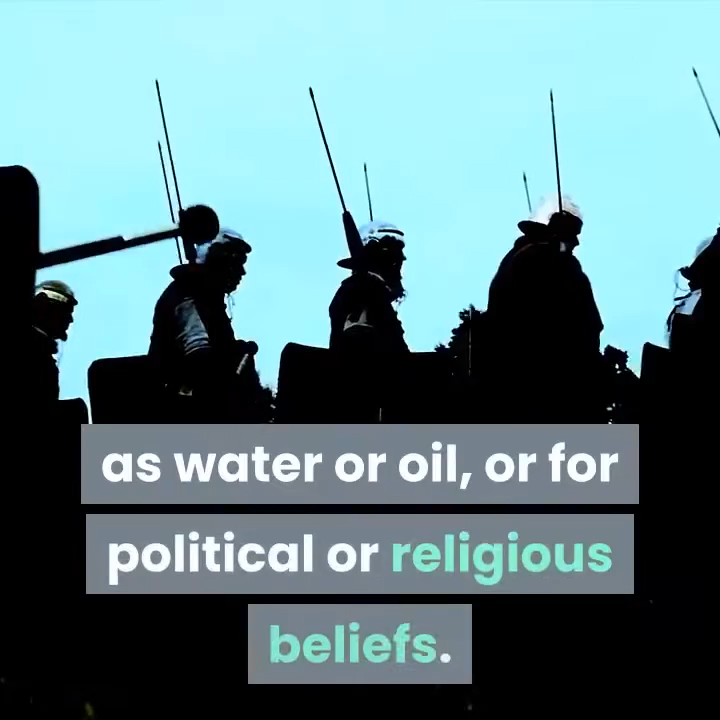 as water or oil, or for
political or religious
beliefs.